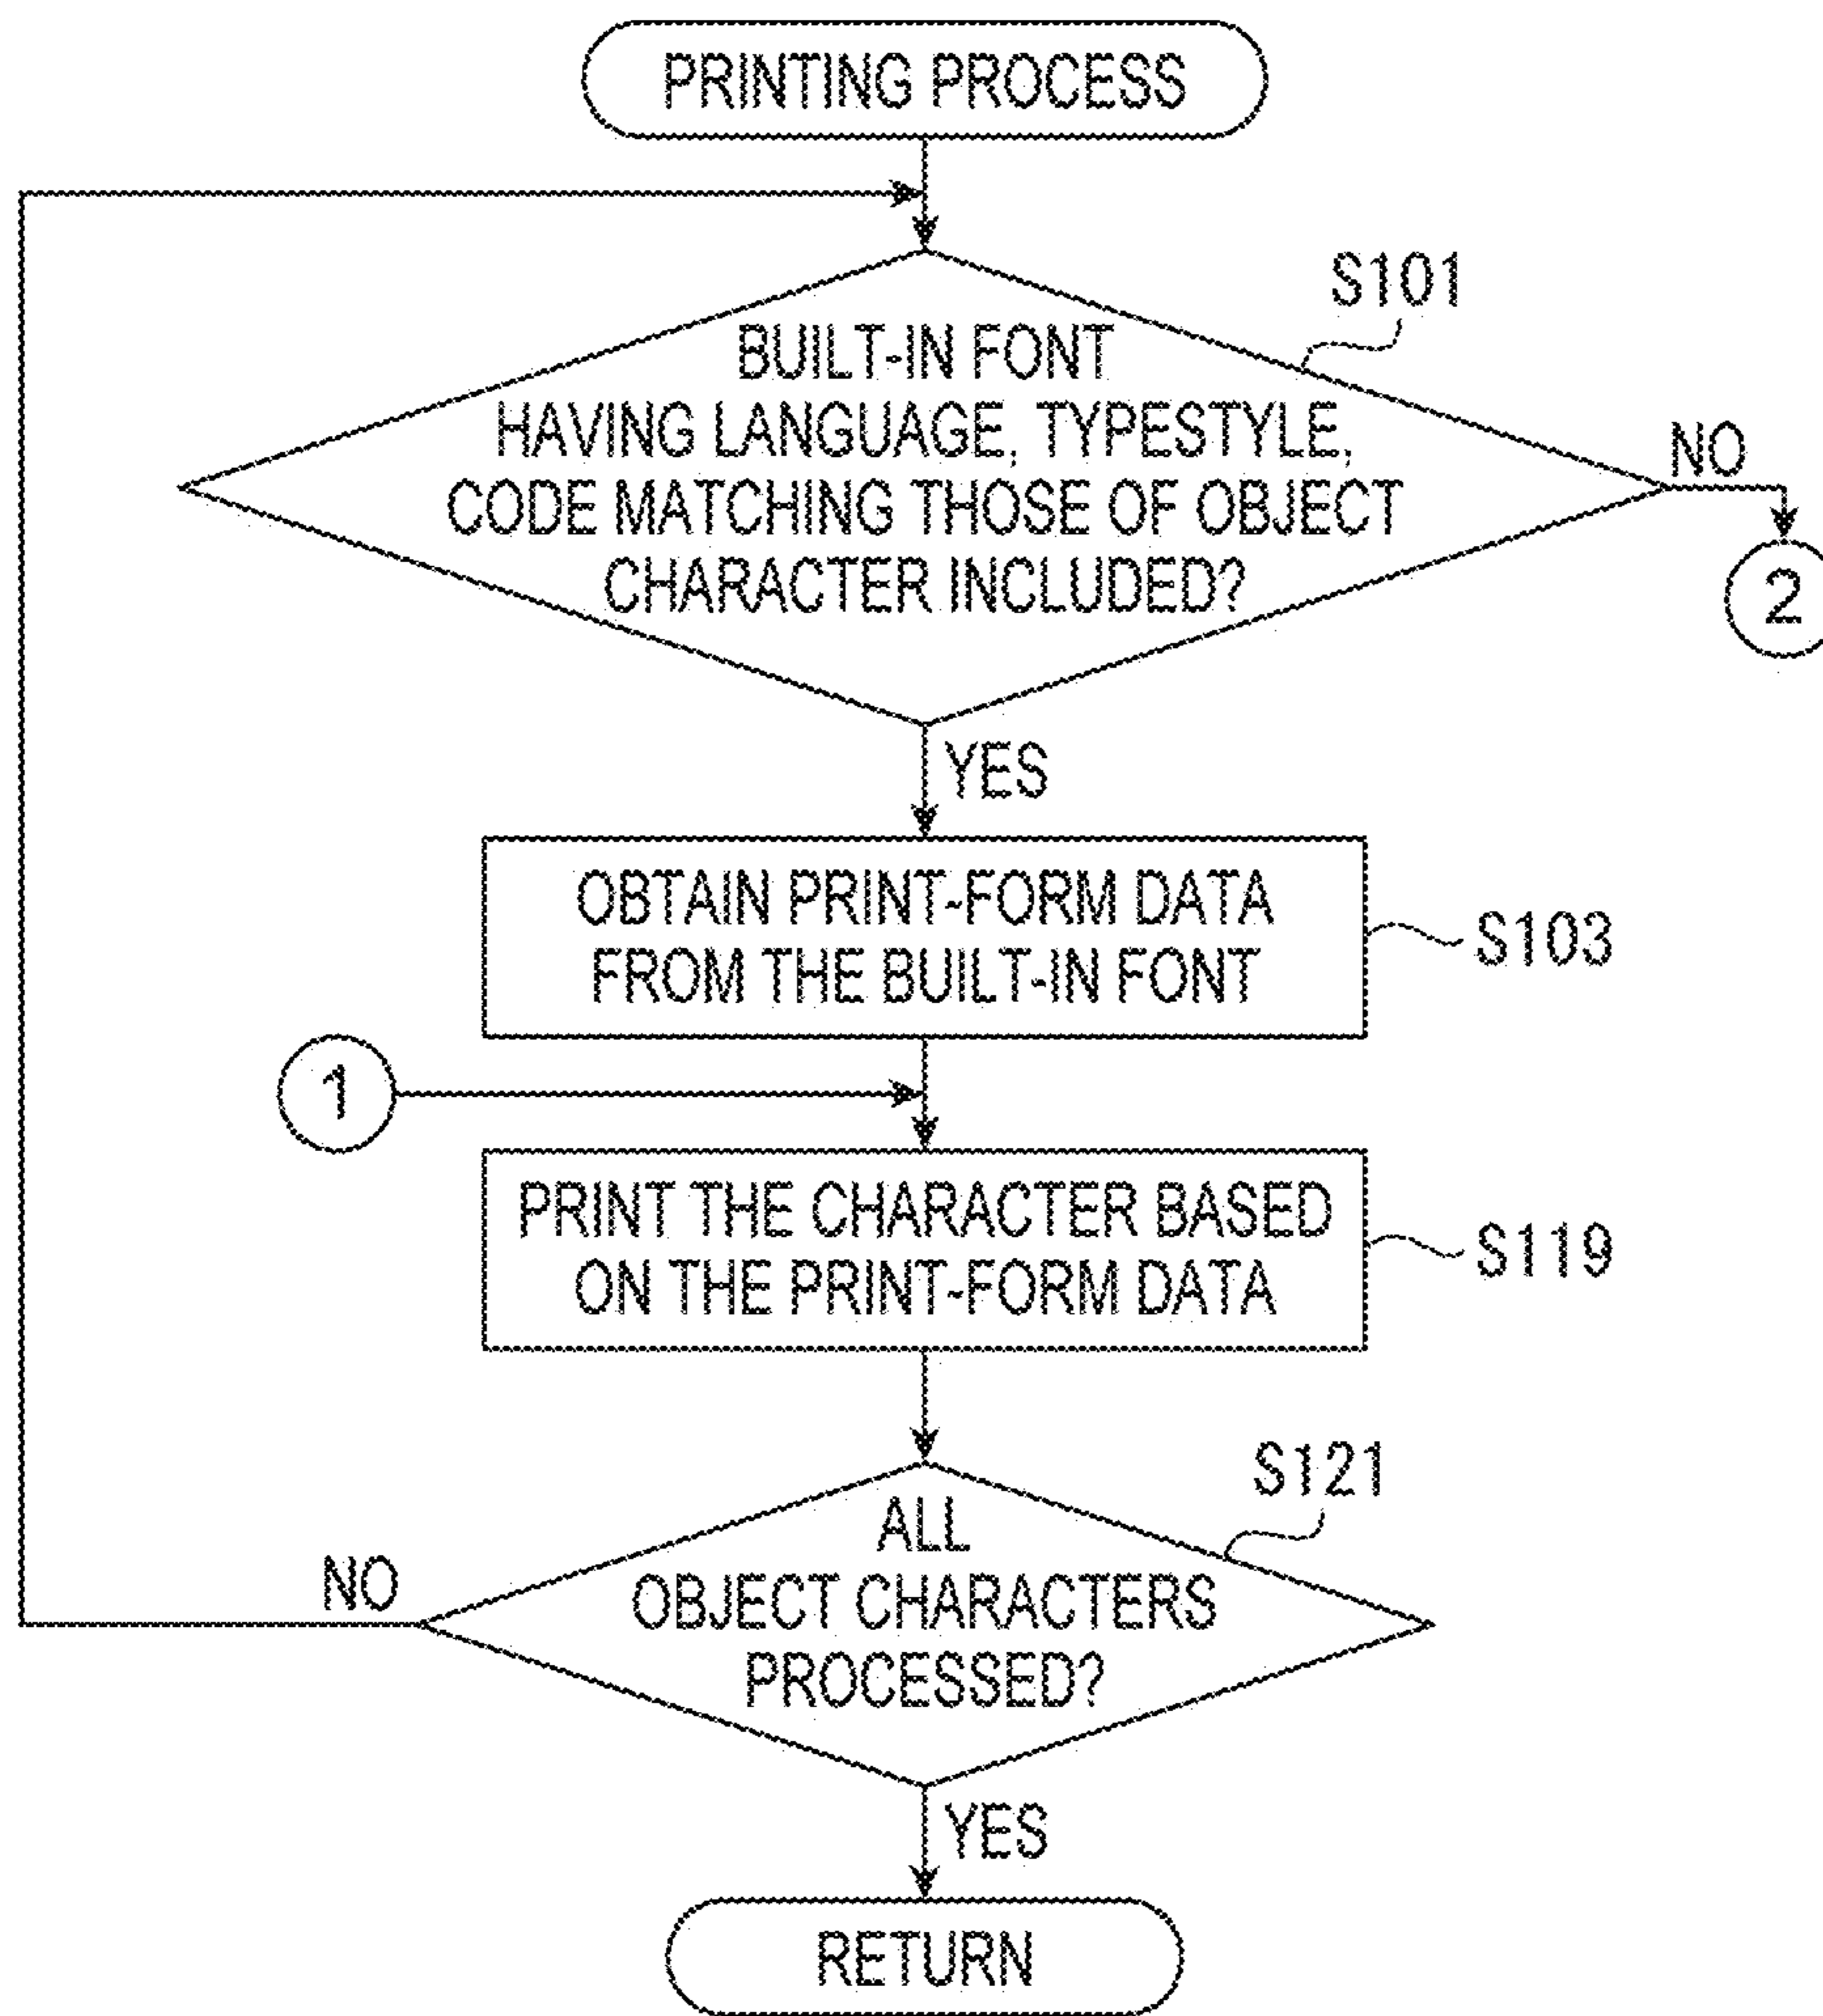 PRINTING PROCESS
S101
BUILT-IN FONT
HAVING LANGUAGE, TYPESTYLE,
CODE MATCHING THOSE OF OBJECT
CHARACTER INCLUDED?
NO
2
YES
OBTAIN PRINT-FORM DATA
FROM THE BUILT-IN FONT
S103
1
PRINT THE CHARACTER BASED
ON THE PRINT-FORM DATA
S119
S121
ALL
OBJECT CHARACTERS
PROCESSED?
NO
YES
RETURN